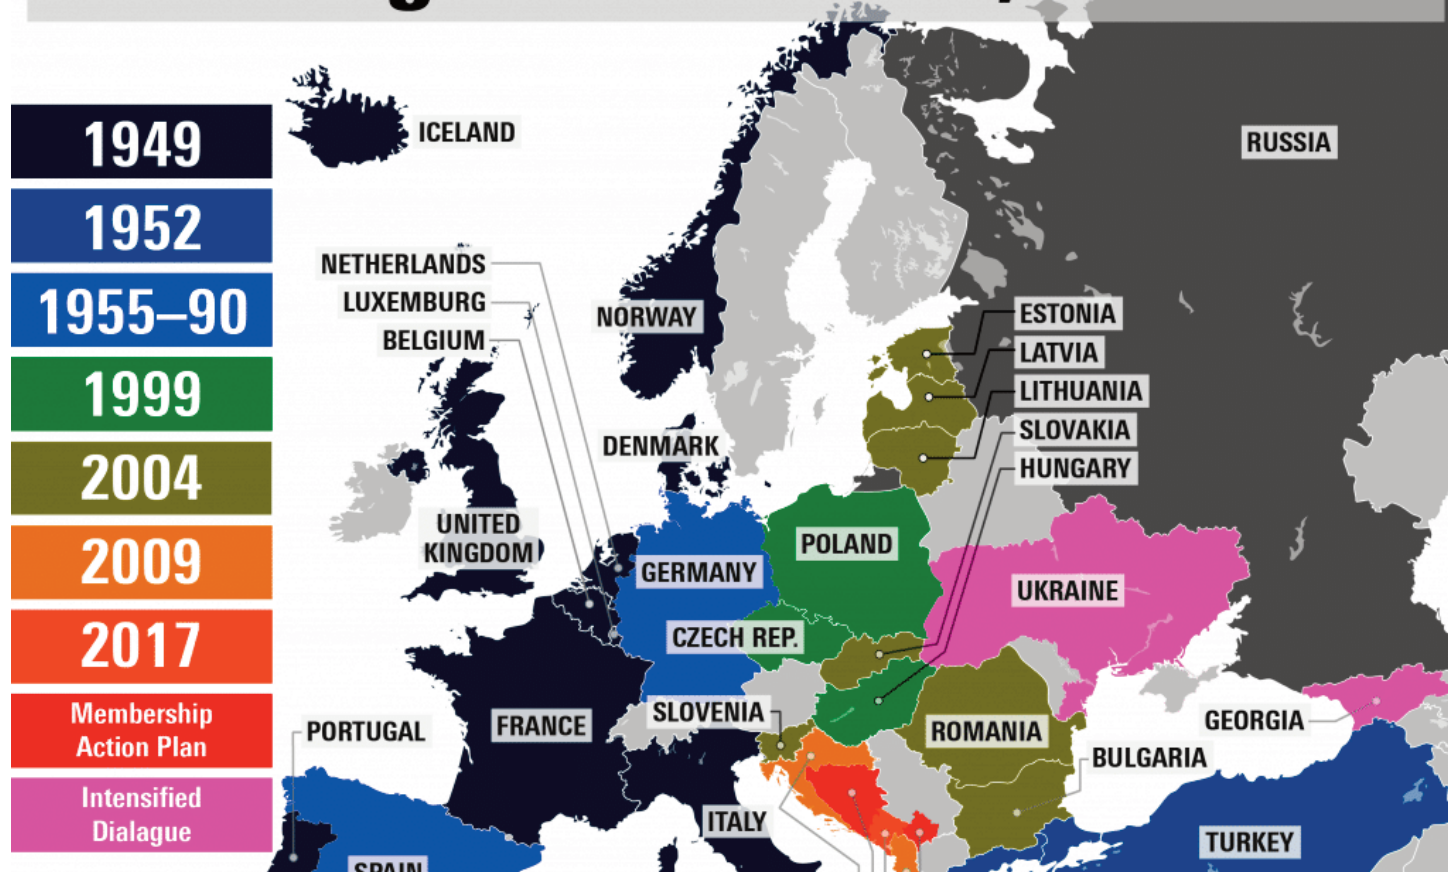 1949
1952
1955–90
1999
2004
2009
2017
Membership
Action Plan
Intensified
Dialague
ICELAND
RUSSIA
NETHERLANDS
LUXEMBURG
BELGIUM
NORWAY
ESTONIA
LATVIA
LITHUANIA
SLOVAKIA
HUNGARY
DENMARK
UNITED
KINGDOM
GERMANY
POLAND
UKRAINE
CZECH REP.
PORTUGAL
FRANCE
SLOVENIA
ROMANIA
GEORGIA
BULGARIA
ITALY
TURKEY
SPAIN